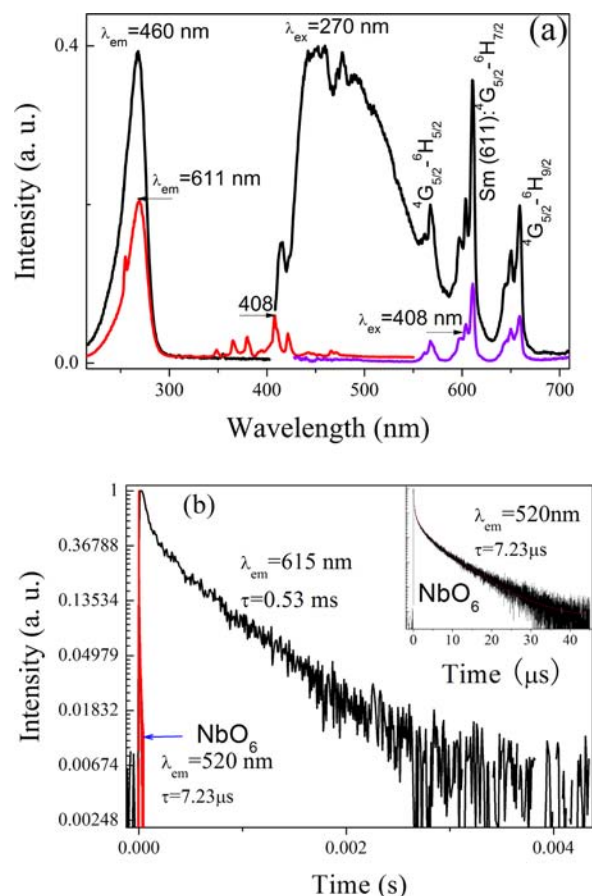 λem=460 nm
λex=270 nm
(a)
0.4
λem=611 nm
4G5/2-6H5/2
Sm (611):4G5/2-6H7/2
4G5/2-6H9/2
408
λex=408 nm
0.0
300 400 500 600 700
Intensity (a. u.)
Wavelength (nm)
(b)
1
0.36788
0.13534
0.04979
0.01832
0.00674
0.00248
Intensity (a. u.)
λem=615 nm
τ=0.53 ms
NbO6
λem=520 nm
τ=7.23μs
λem=520nm
τ=7.23μs
NbO6
0 10 20 30 40
Time (μs)
0.000 0.002 0.004
Time (s)